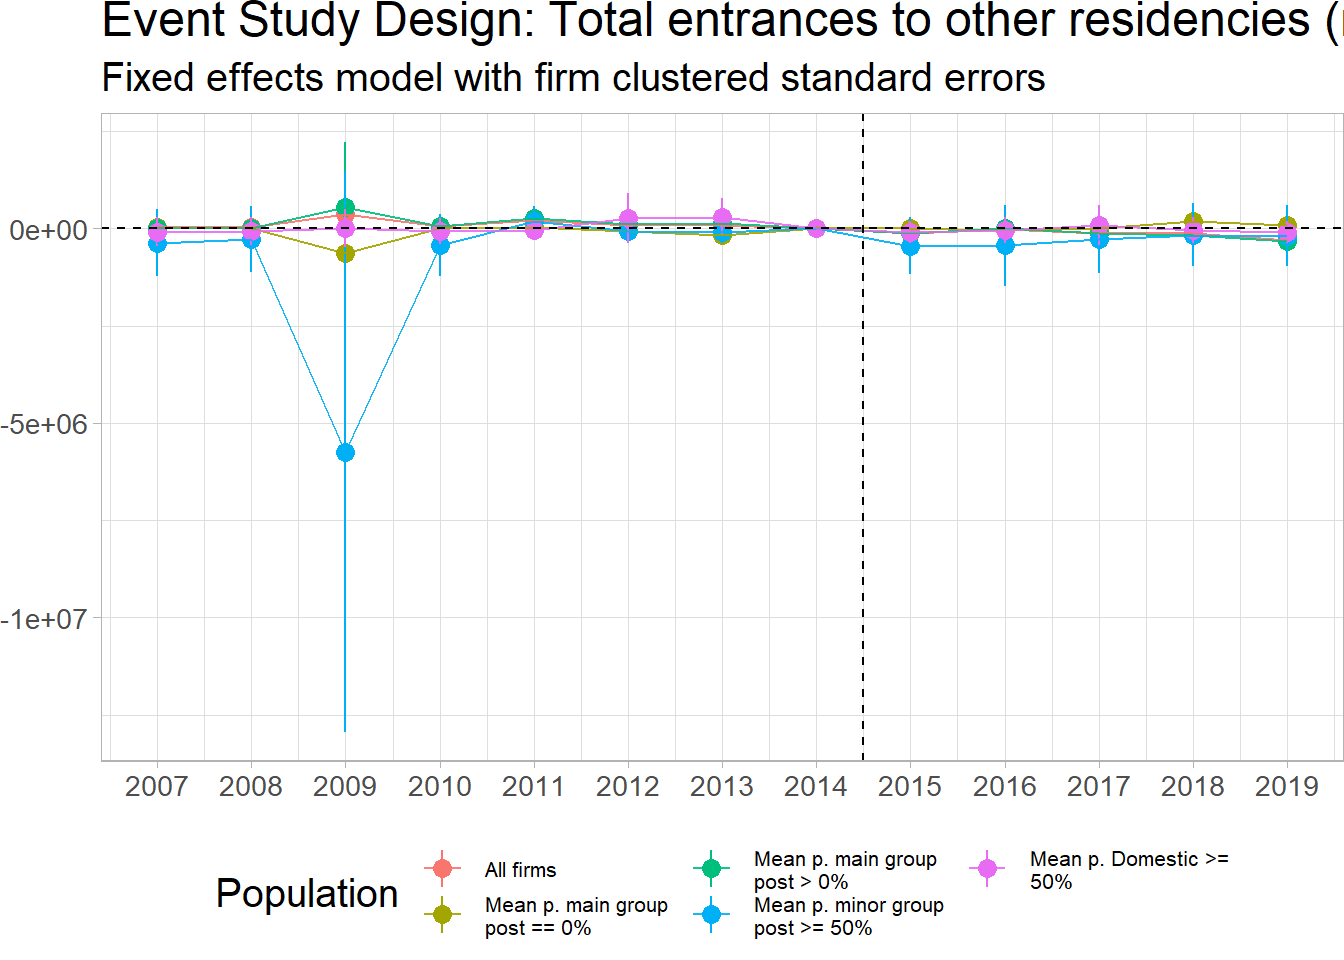 Event Study Design: Total entrances to other residencies (
Fixed effects model with firm clustered standard errors
0e+00
-5e+06
-1e+07
2007 2008 2009 2010 2011 2012 2013 2014 2015 2016 2017 2018 2019
Population
All firms
Mean p. main group
post == 0%
Mean p. main group
post > 0%
Mean p. minor group
post >= 50%
Mean p. Domestic >=
50%